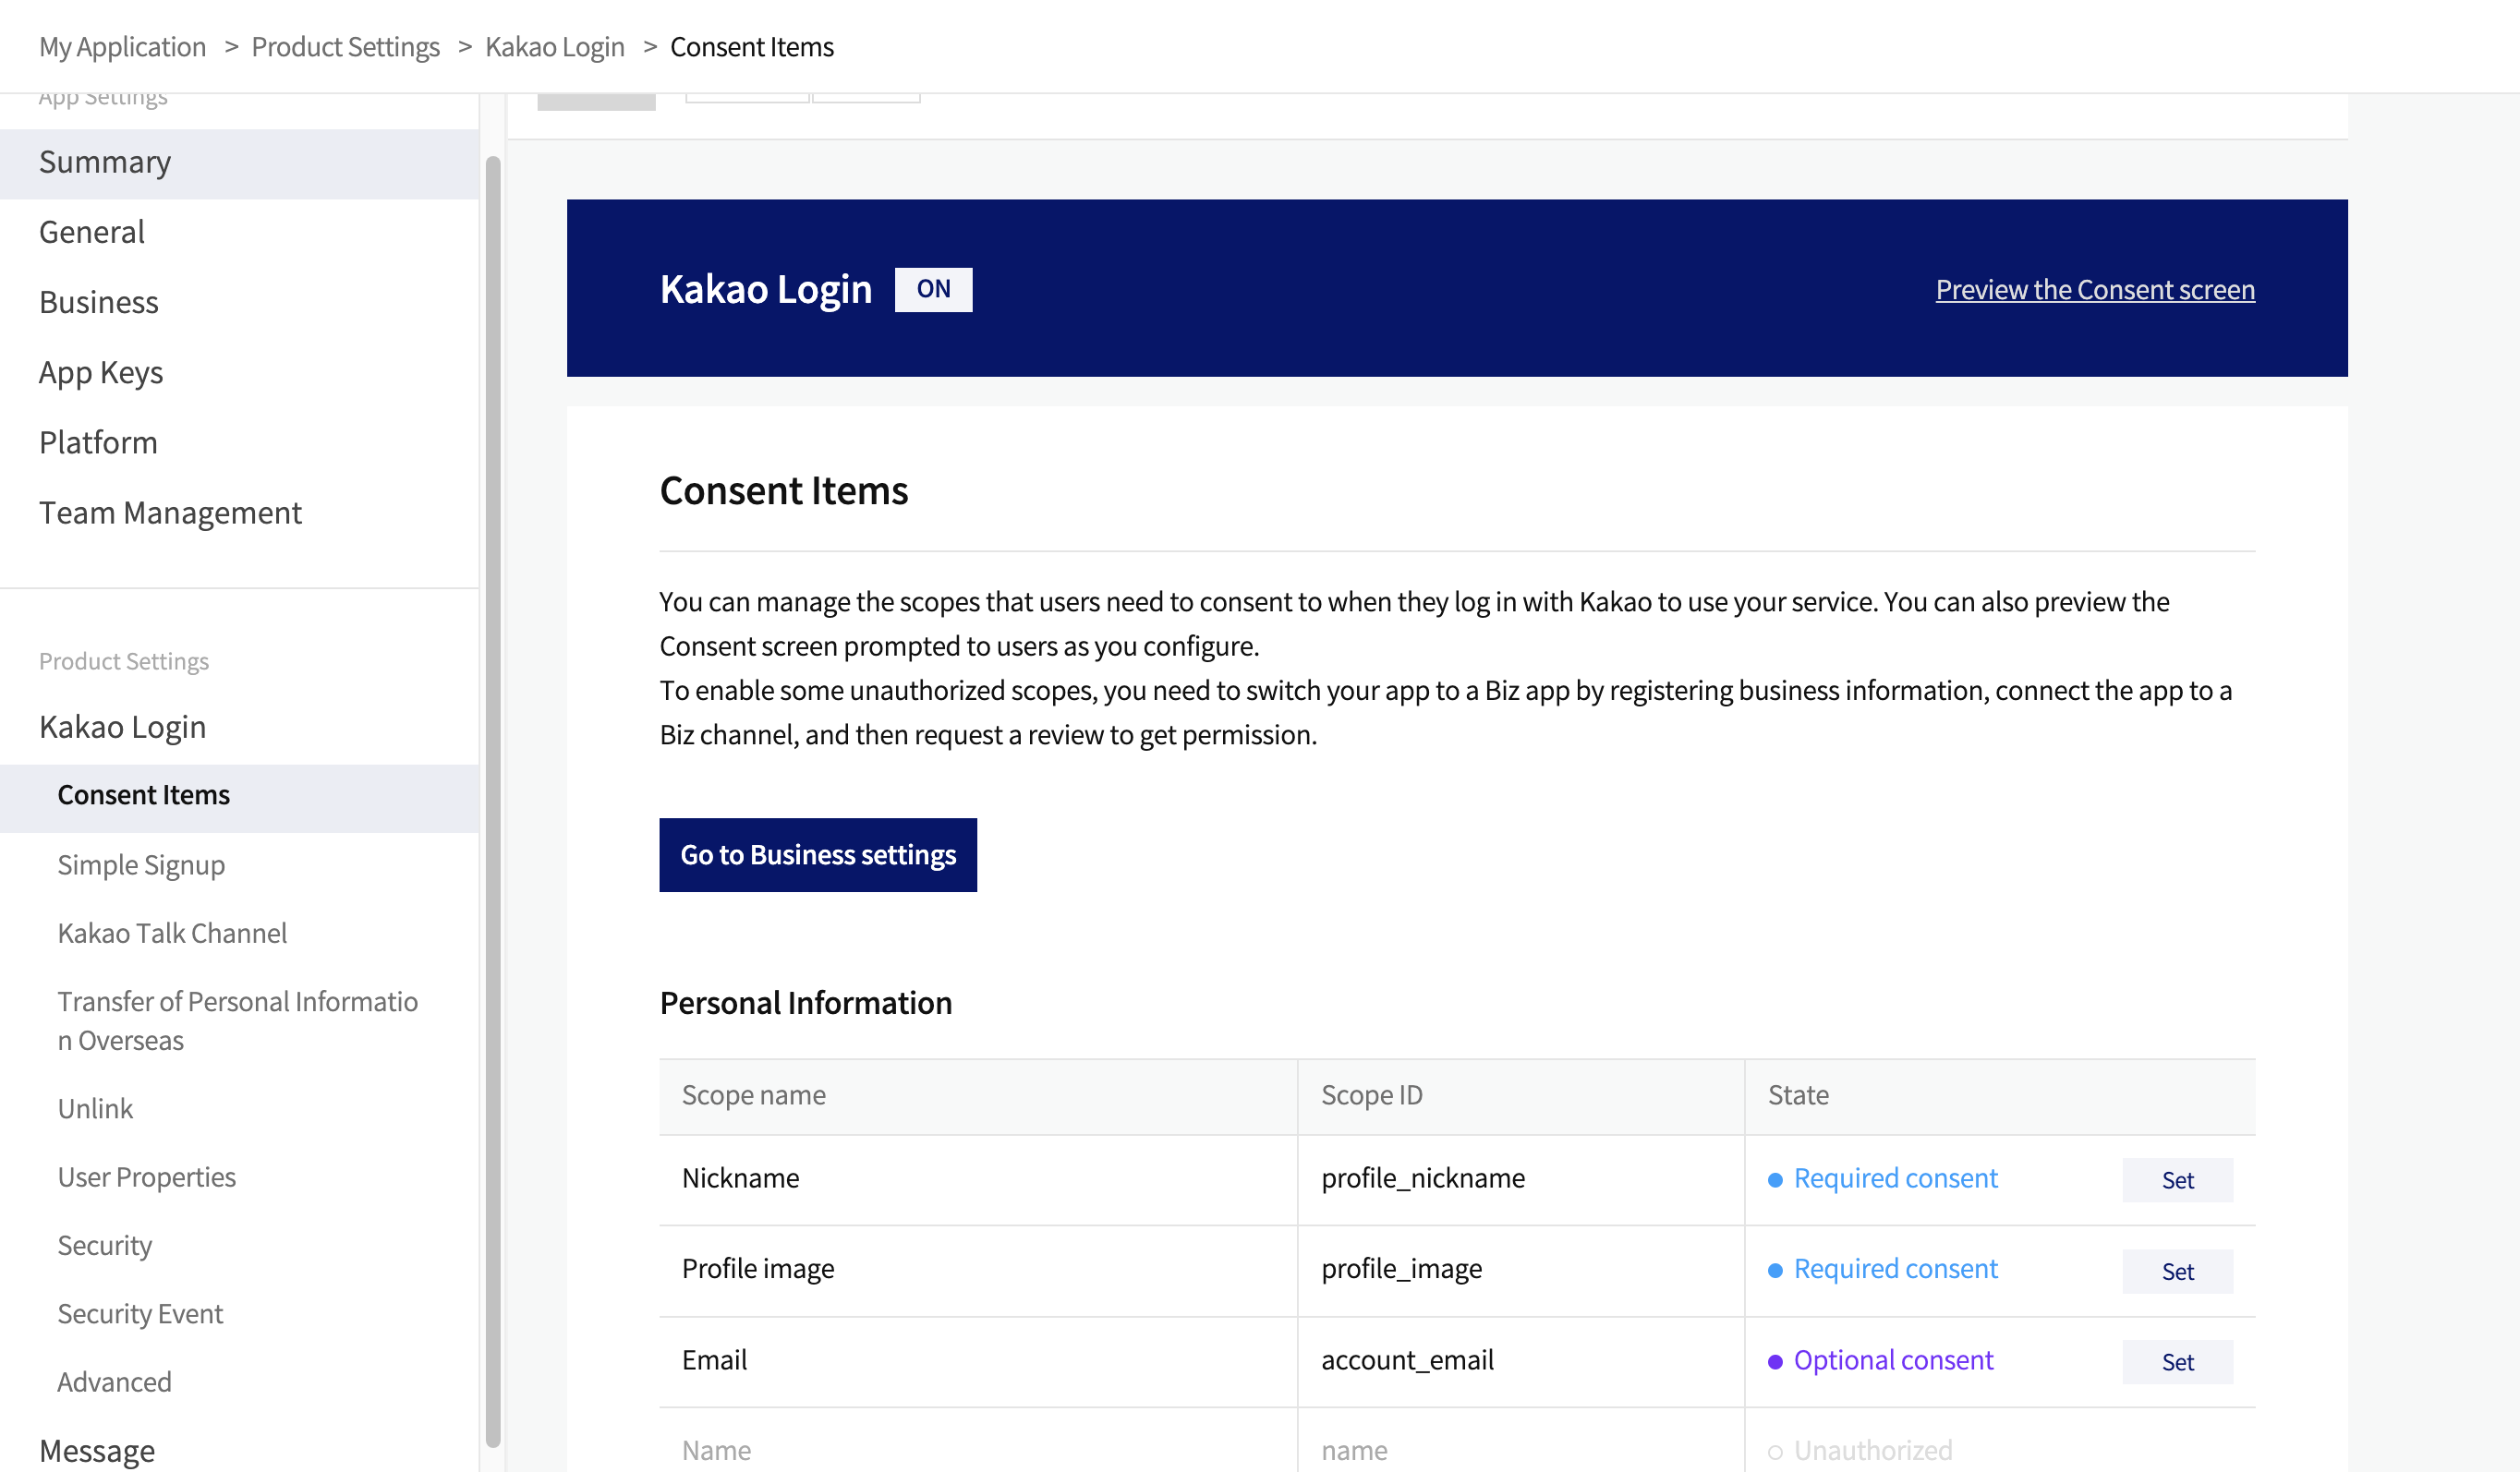 My Application > Product Settings > Kakao Login > Consent Items
App Settings
Summary
General
Business
App Keys
Platform
Team Management
Product Settings
Kakao Login
Consent Items
Simple Signup
Kakao Talk Channel
Transfer of Personal Informatio
n Overseas
Unlink
User Properties
Security
Security Event
Advanced
Message
Kakao Login ON
Preview the Consent screen
Consent Items
You can manage the scopes that users need to consent to when they log in with Kakao to use your service. You can also preview the
Consent screen prompted to users as you configure.
To enable some unauthorized scopes, you need to switch your app to a Biz app by registering business information, connect the app to a
Biz channel, and then request a review to get permission.
Go to Business settings
Personal Information
Scope name Scope ID State
Nickname profile_nickname Required consent Set
Profile image profile_image Required consent Set
Email account_email Optional consent Set
Name name Unauthorized